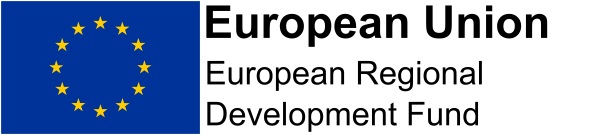 European Union
European Regional
Development Fund